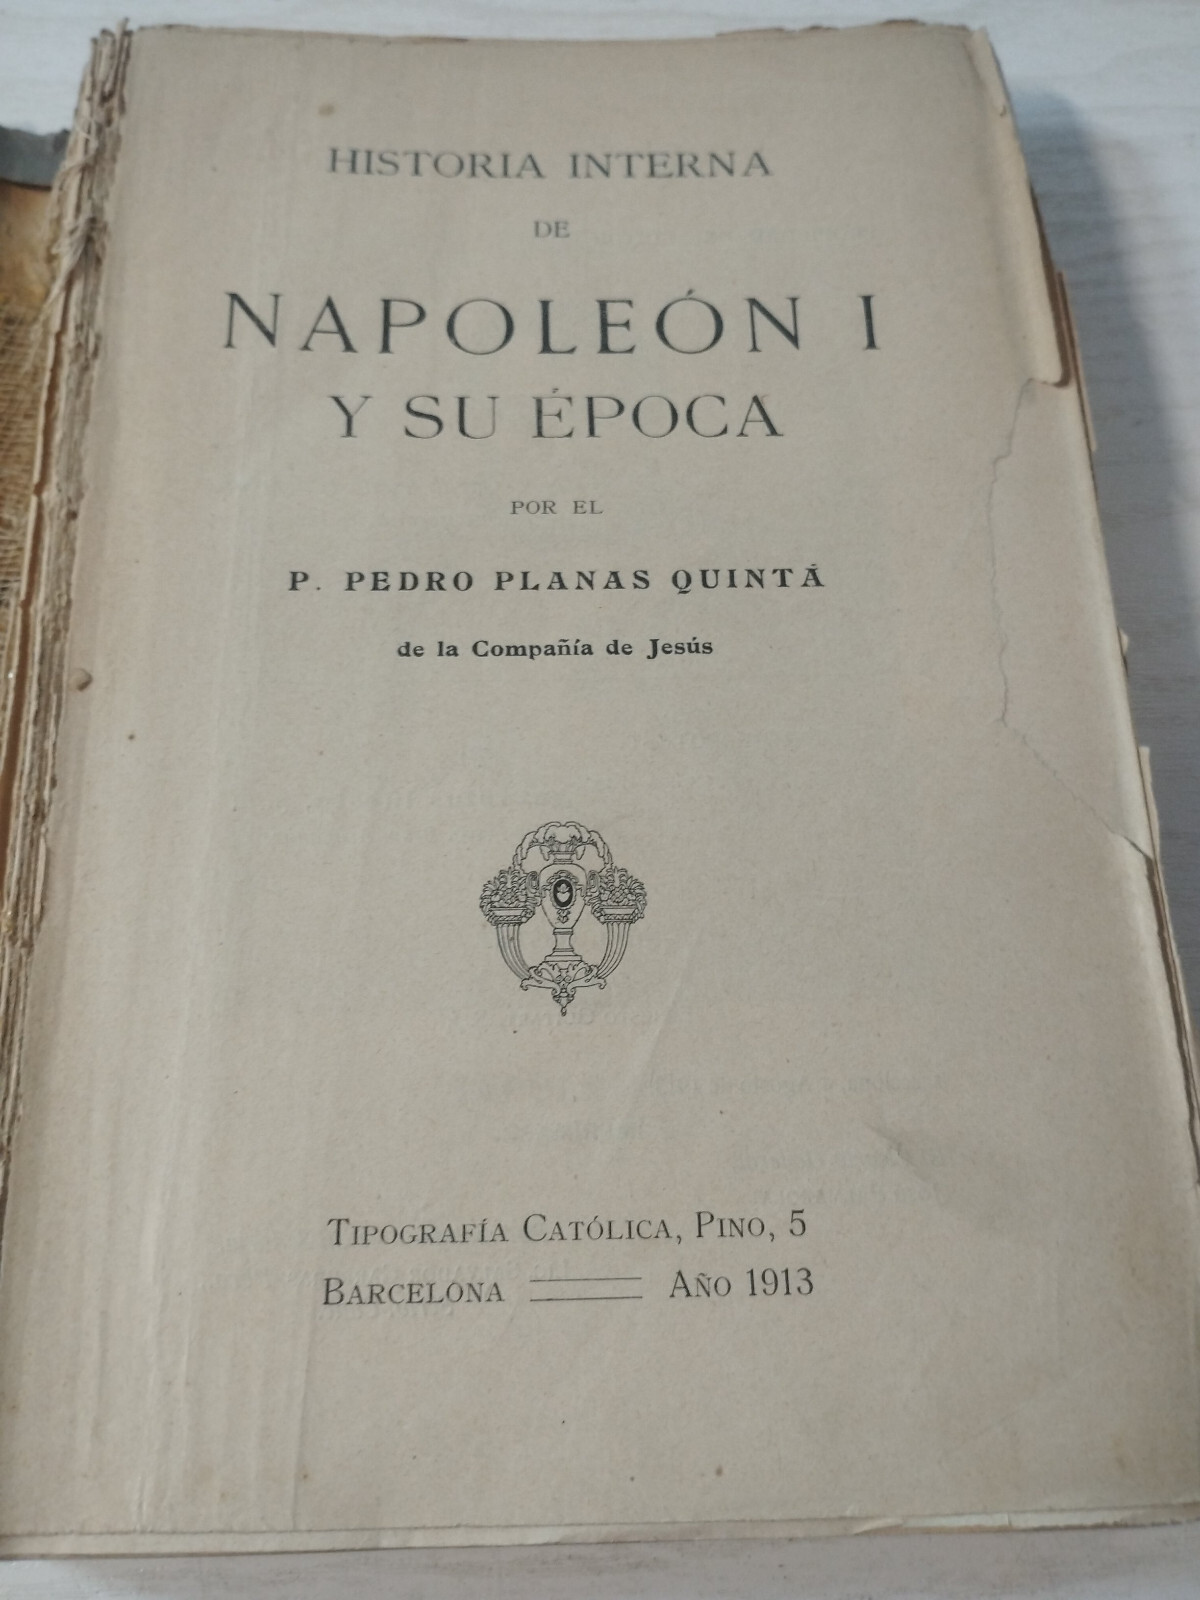 HISTORIA INTERNA
DE
NAPOLEÓN I
Y SU ÉPOCA
POR EL
P. PEDRO PLANAS QUINTÁ
de la Compañía de Jesús
TIPOGRAFÍA CATÓLICA, PINO, 5
BARCELONA AÑO 1913